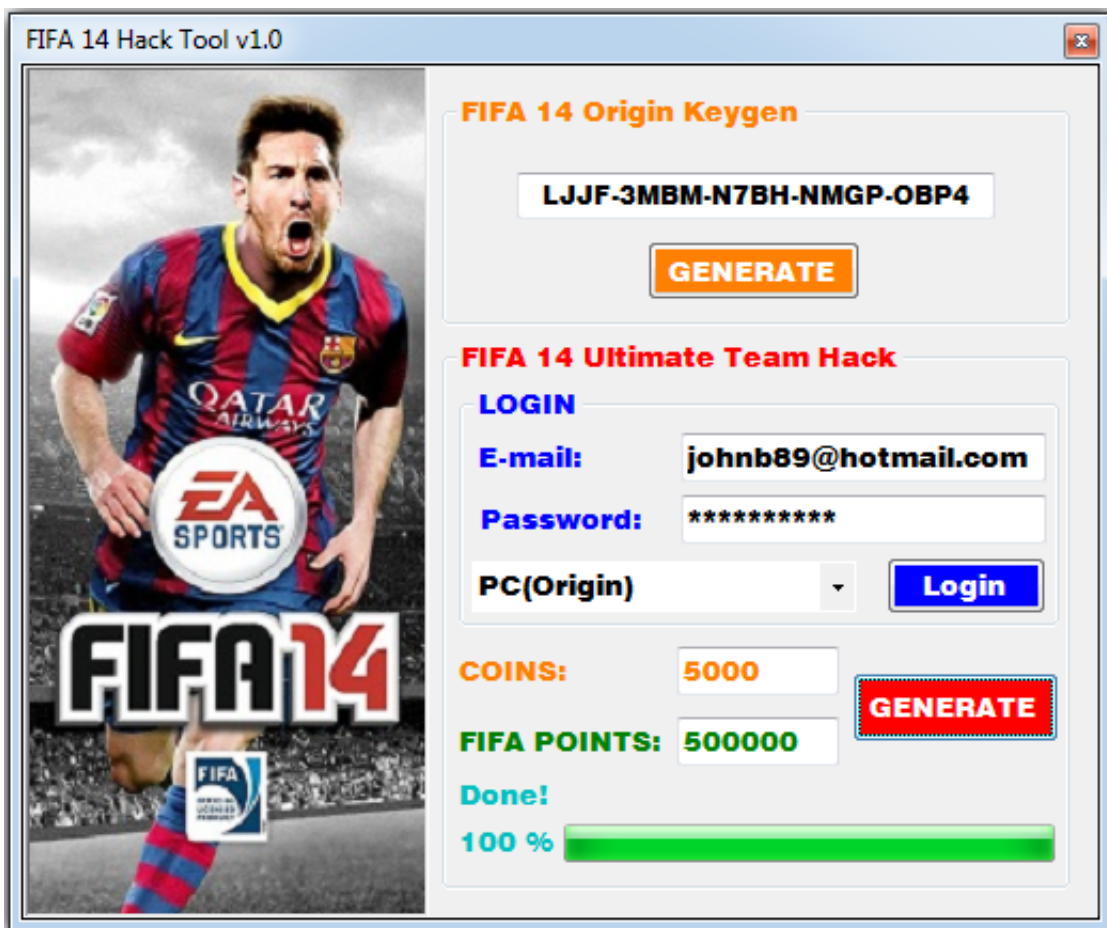 FIFA 14 Hack Tool v1.0
FIFA 14 Origin Keygen
LJJF-3MBM-N7BH-NMGP-OBP4
GENERATE
FIFA 14 Ultimate Team Hack
LOGIN
E-mail: johnb89@hotmail.com
Password: **********
PC(Origin) Login
COINS: 5000
GENERATE
FIFA POINTS: 500000
Done!
100 %
QATAR
AIRWAYS
EA
SPORTS
FIFA14
FIFA